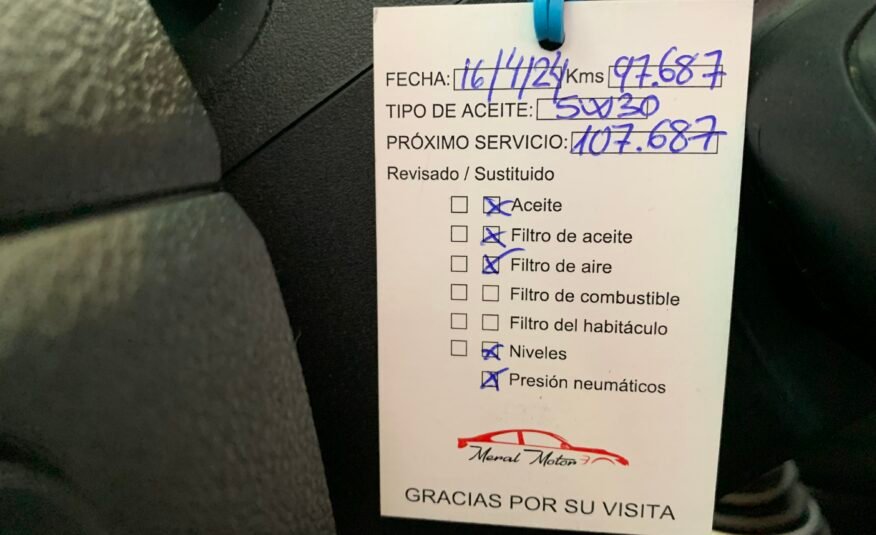 FECHA: 16/4/24 Kms 97.687
TIPO DE ACEITE: 5W30
PRÓXIMO SERVICIO: 107.687
Revisado / Sustituido
Aceite
Filtro de aceite
Filtro de aire
Filtro de combustible
Filtro del habitáculo
Niveles
Presión neumáticos
Meral Motor
GRACIAS POR SU VISITA